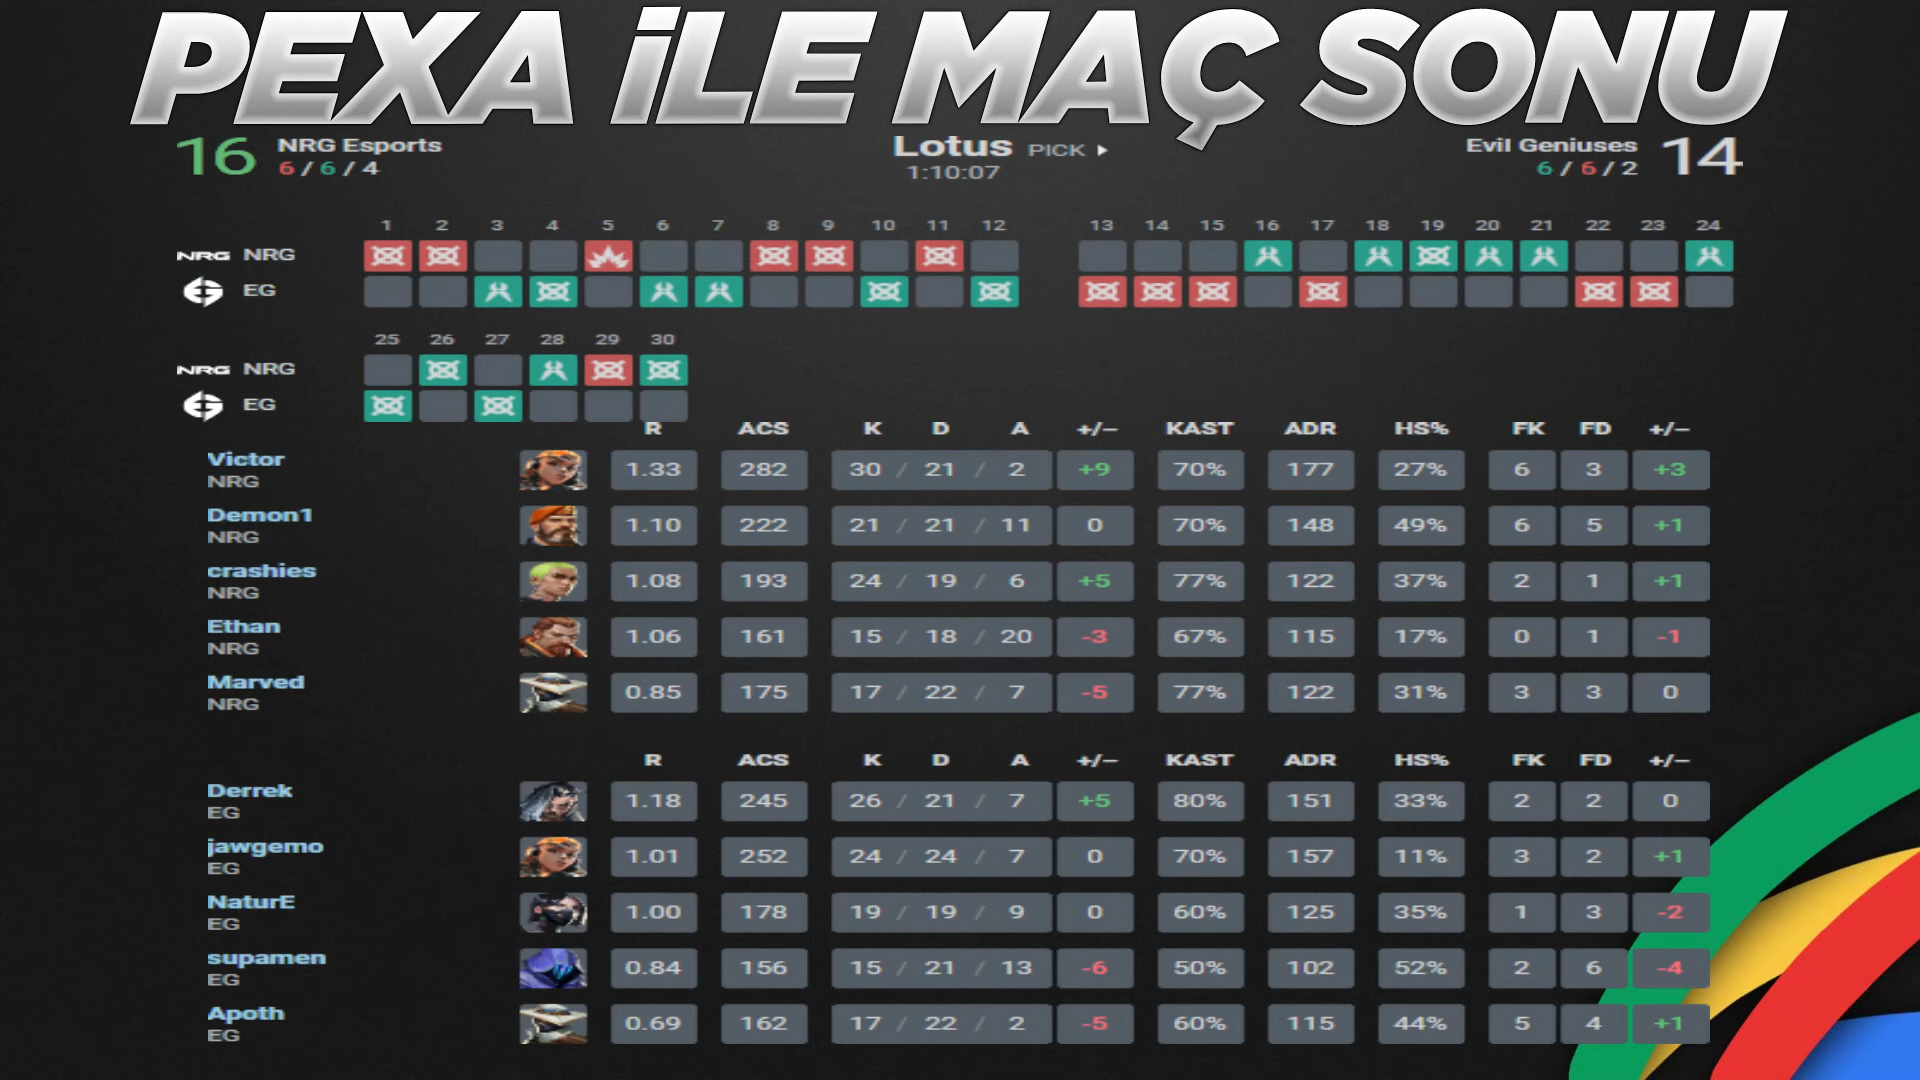 PEXA iLE MAÇ SONU
16 NRG Esports Lotus PICK Evil Geniuses 14
6 / 6 / 4 1:10:07 6 / 6 / 2
1 2 3 4 5 6 7 8 9 10 11 12 13 14 15 16 17 18 19 20 21 22 23 24
NRG NRG
EG
25 26 27 28 29 30
NRG NRG
EG
R ACS K D A +/– KAST ADR HS% FK FD +/–
Victor
NRG
1.33 282 30 / 21 / 2 +9 70% 177 27% 6 3 +3
Demon1
NRG
1.10 222 21 / 21 / 11 0 70% 148 49% 6 5 +1
crashies
NRG
1.08 193 24 / 19 / 6 +5 77% 122 37% 2 1 +1
Ethan
NRG
1.06 161 15 / 18 / 20 -3 67% 115 17% 0 1 -1
Marved
NRG
0.85 175 17 / 22 / 7 -5 77% 122 31% 3 3 0
R ACS K D A +/– KAST ADR HS% FK FD +/–
Derrek
EG
1.18 245 26 / 21 / 7 +5 80% 151 33% 2 2 0
jawgemo
EG
1.01 252 24 / 24 / 7 0 70% 157 11% 3 2 +1
NaturE
EG
1.00 178 19 / 19 / 9 0 60% 125 35% 1 3 -2
supamen
EG
0.84 156 15 / 21 / 13 -6 50% 102 52% 2 6 -4
Apoth
EG
0.69 162 17 / 22 / 2 -5 60% 115 44% 5 4 +1